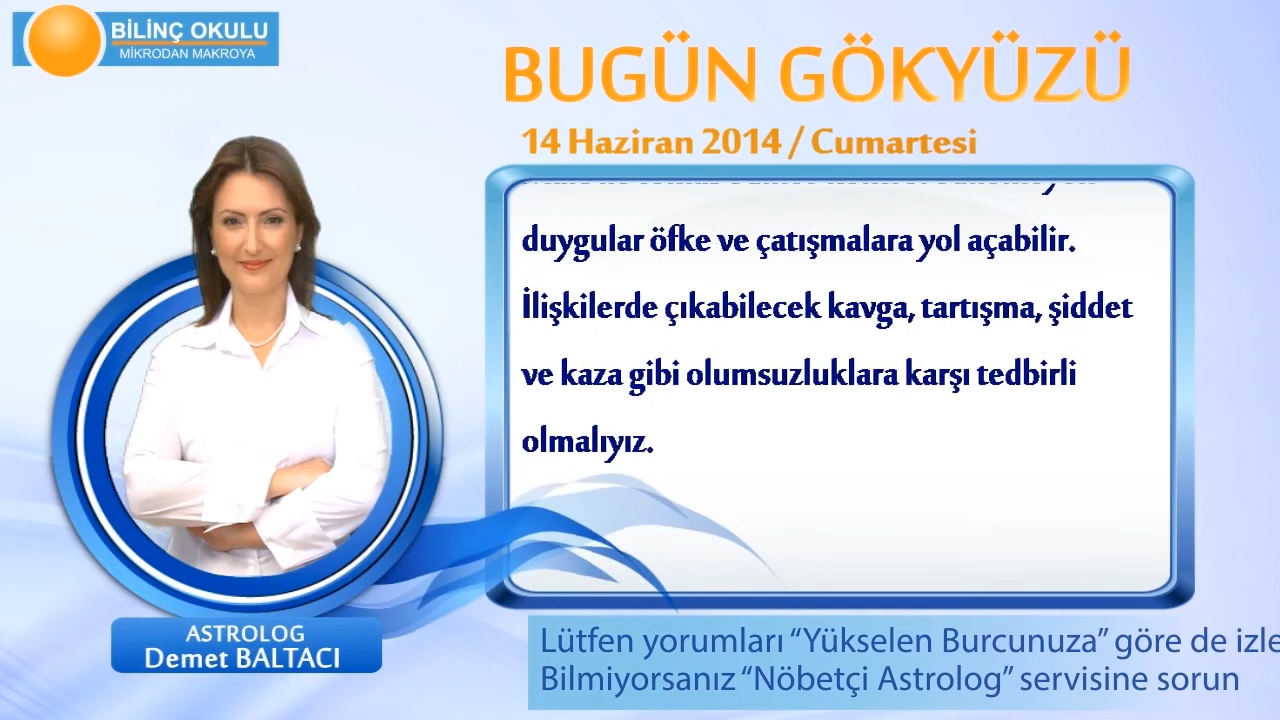 BİLİNÇ OKULU
MİKRODAN MAKROYA
BUGÜN GÖKYÜZÜ
14 Haziran 2014 / Cumartesi
duygular öfke ve çatışmalara yol açabilir.
İlişkilerde çıkabilecek kavga, tartışma, şiddet
ve kaza gibi olumsuzluklara karşı tedbirli
olmalıyız.
ASTROLOG
Demet BALTACI
Lütfen yorumları “Yükselen Burcunuza” göre de izle
Bilmiyorsanız “Nöbetçi Astrolog” servisine sorun